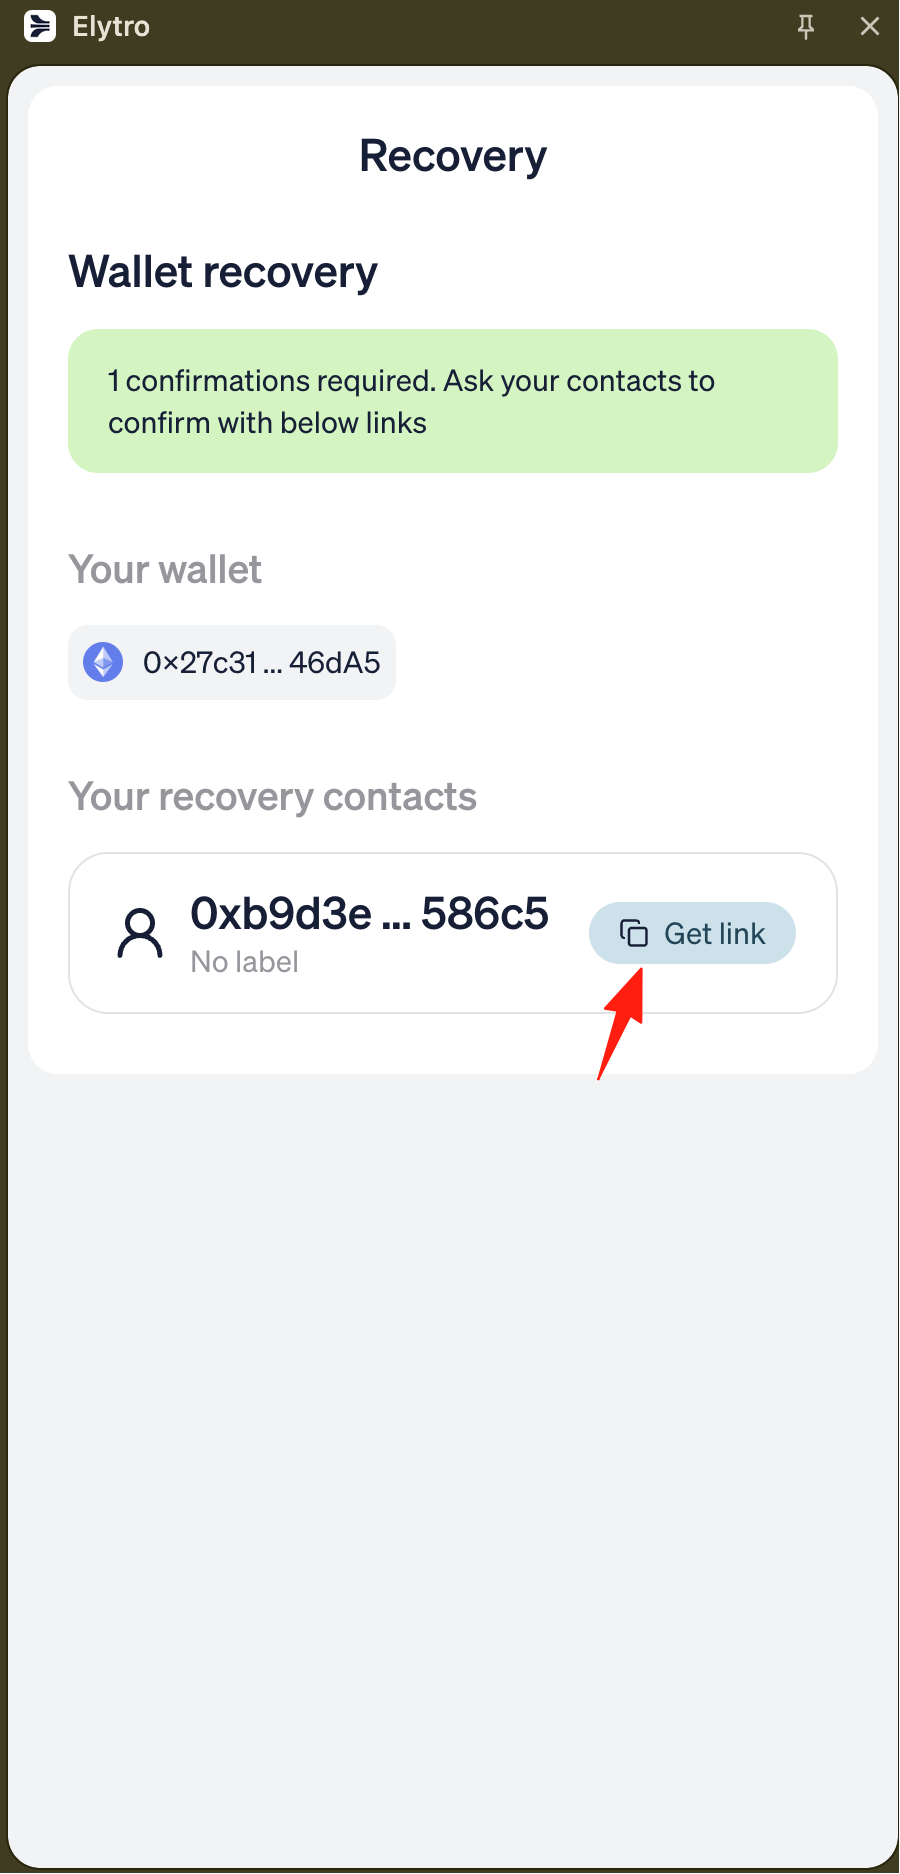 Elytro
Recovery
Wallet recovery
1 confirmations required. Ask your contacts to
confirm with below links
Your wallet
0×27c31 ... 46dA5
Your recovery contacts
0xb9d3e ... 586c5
No label
Get link